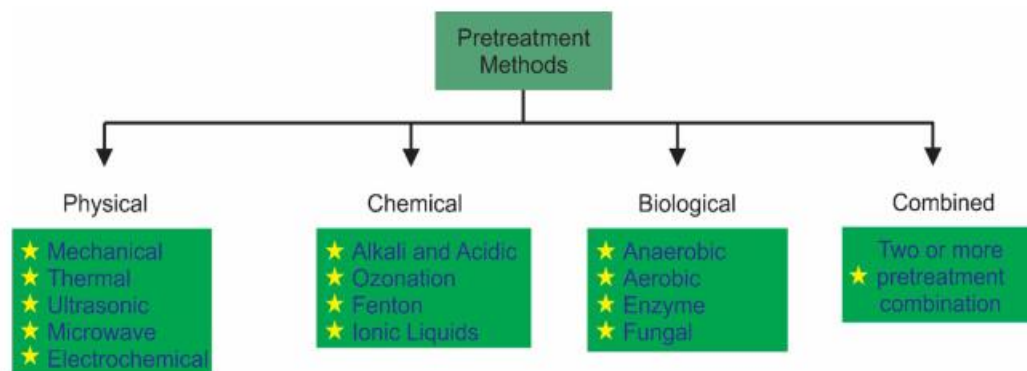 Pretreatment
Methods
Physical
Mechanical
Thermal
Ultrasonic
Microwave
Electrochemical
Chemical
Alkali and Acidic
Ozonation
Fenton
Ionic Liquids
Biological
Anaerobic
Aerobic
Enzyme
Fungal
Combined
Two or more
pretreatment
combination